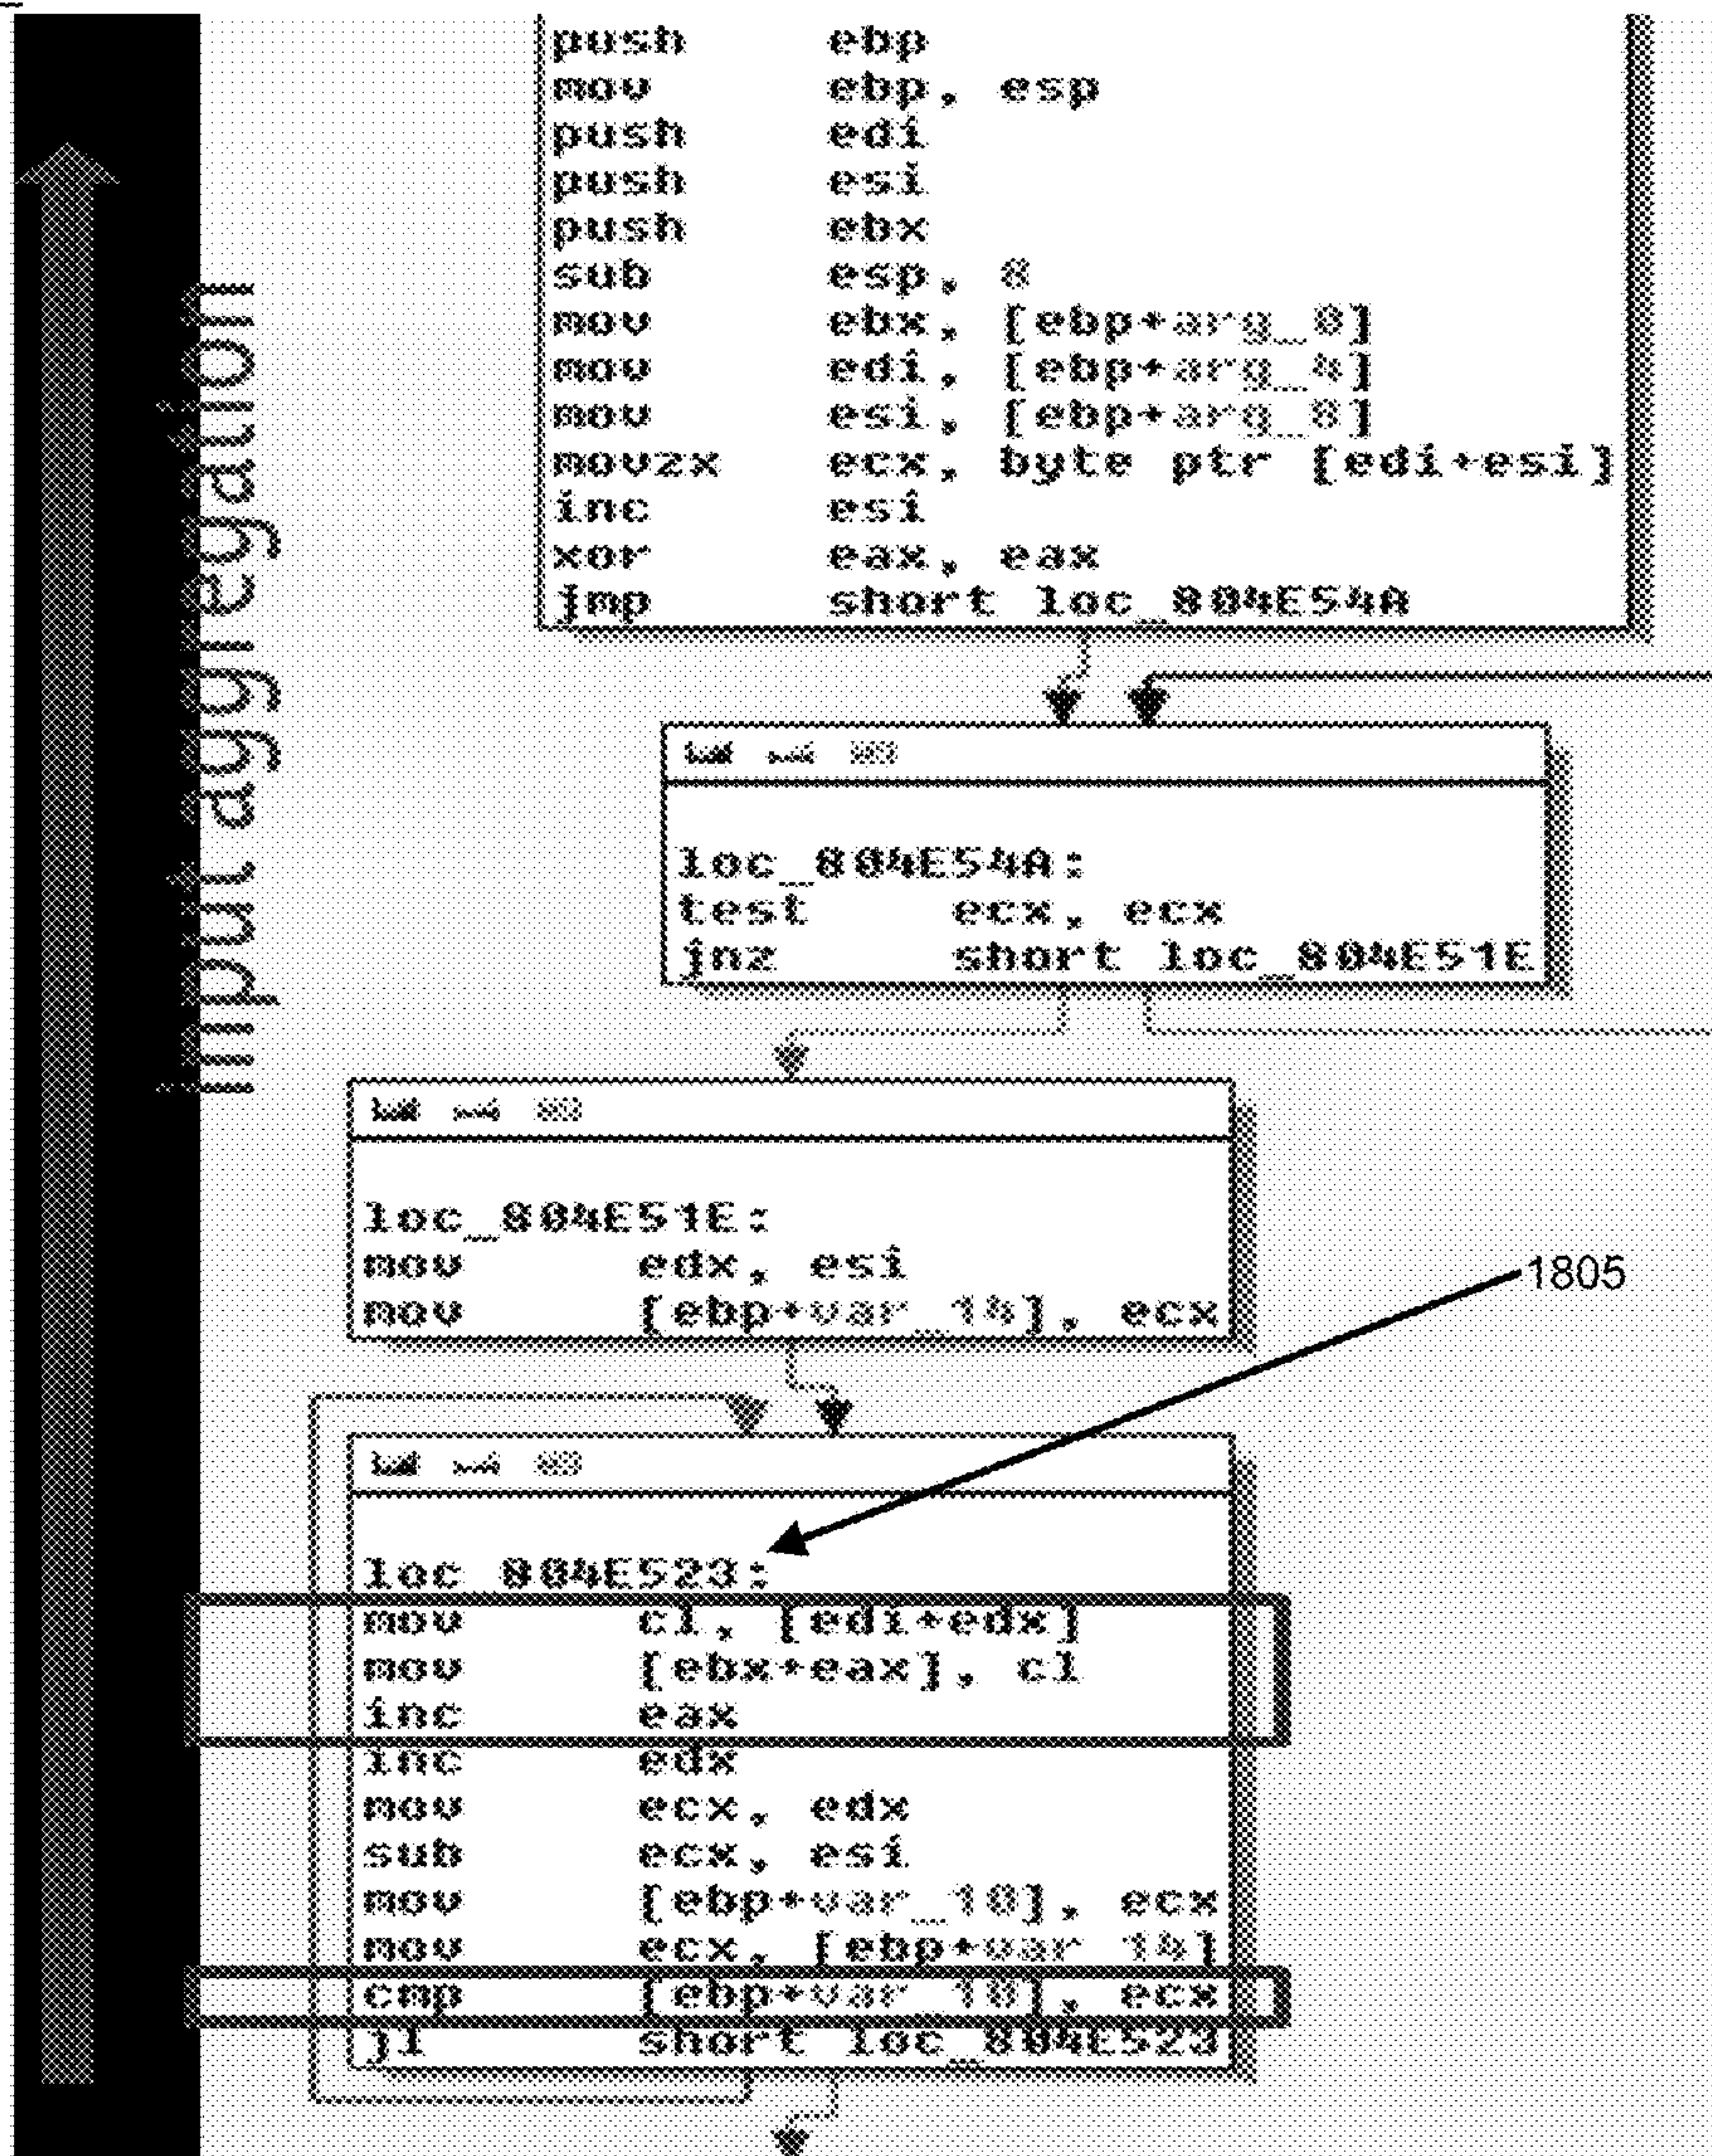 push ebp
mov ebp, esp
push edi
push esi
push ebx
sub esp, 8
mov ebx, [ebp+arg_0]
mov edi, [ebp+arg_4]
mov esi, [ebp+arg_8]
movzx ecx, byte ptr [edi+esi]
inc esi
xor eax, eax
jmp short loc_804E54A
Input aggregation
loc_804E54A:
test ecx, ecx
jnz short loc_804E51E
loc_804E51E:
mov edx, esi
mov [ebp+var_14], ecx
1805
loc_804E523:
mov cl, [edi+edx]
mov [ebx+eax], cl
inc eax
inc edx
mov ecx, edx
sub ecx, esi
mov [ebp+var_10], ecx
mov ecx, [ebp+var_14]
cmp [ebp+var_10], ecx
jl short loc_804E523